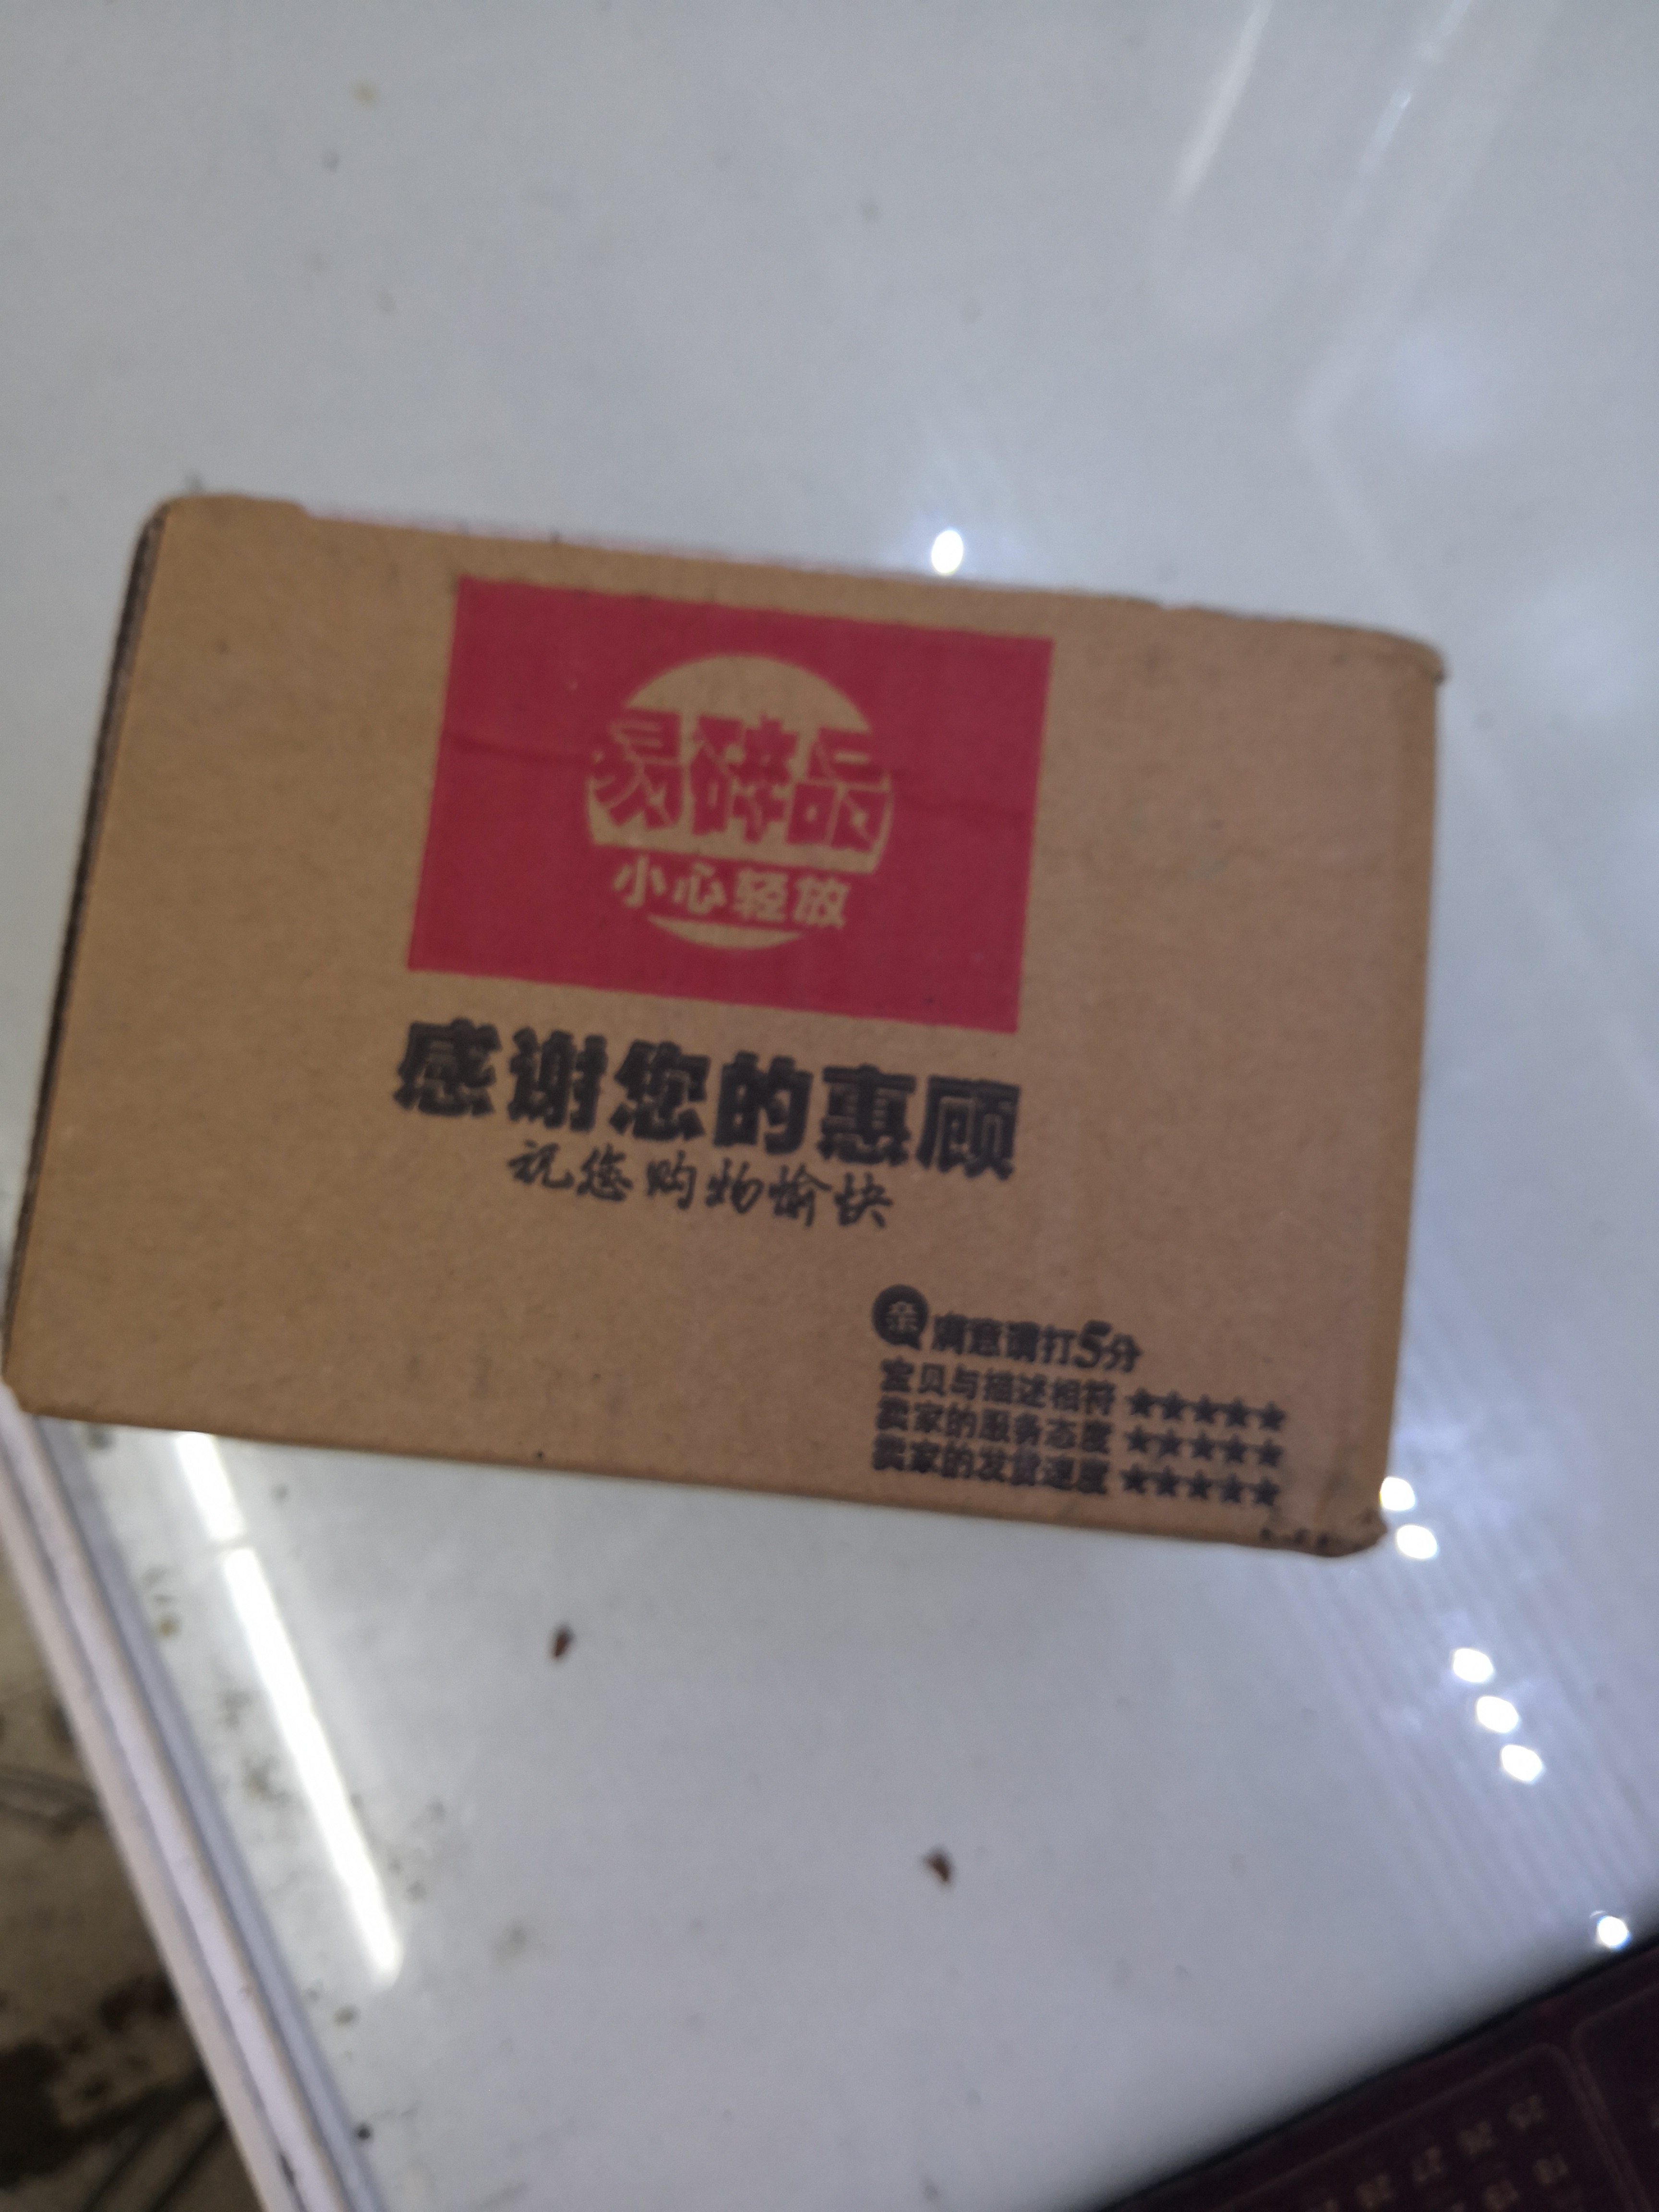 易碎品
小心轻放
感谢您的惠顾
祝您购物愉快
亲 满意请打5分
宝贝与描述相符 ★★★★★
卖家的服务态度 ★★★★★
卖家的发货速度 ★★★★★